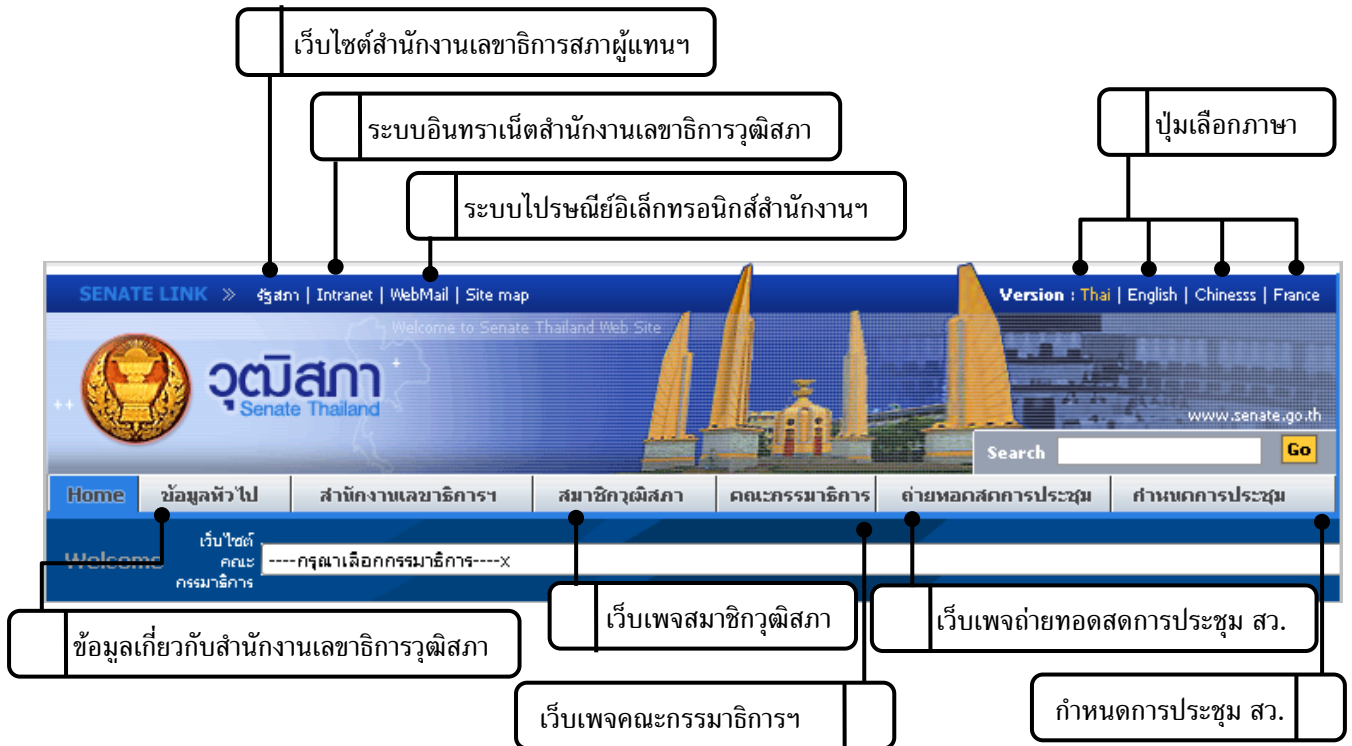 เว็บไซต์สำนักงานเลขาธิการสภาผู้แทนฯ
ระบบอินทราเน็ตสำนักงานเลขาธิการวุฒิสภา
ปุ่มเลือกภาษา
ระบบไปรษณีย์อิเล็กทรอนิกส์สำนักงานฯ
SENATE LINK » รัฐสภา | Intranet | WebMail | Site map
Version : Thai | English | Chinesss | France
Welcome to Senate Thailand Web Site
วุฒิสภา
Senate Thailand
www.senate.go.th
Search Go
Home ข้อมูลทั่วไป สำนักงานเลขาธิการฯ สมาชิกวุฒิสภา คณะกรรมาธิการ ถ่ายทอดสดการประชุม กำหนดการประชุม
Welcome
เว็บไซต์
คณะ
กรรมาธิการ
----กรุณาเลือกกรรมาธิการ----x
เว็บเพจสมาชิกวุฒิสภา
เว็บเพจถ่ายทอดสดการประชุม สว.
ข้อมูลเกี่ยวกับสำนักงานเลขาธิการวุฒิสภา
เว็บเพจคณะกรรมาธิการฯ
กำหนดการประชุม สว.